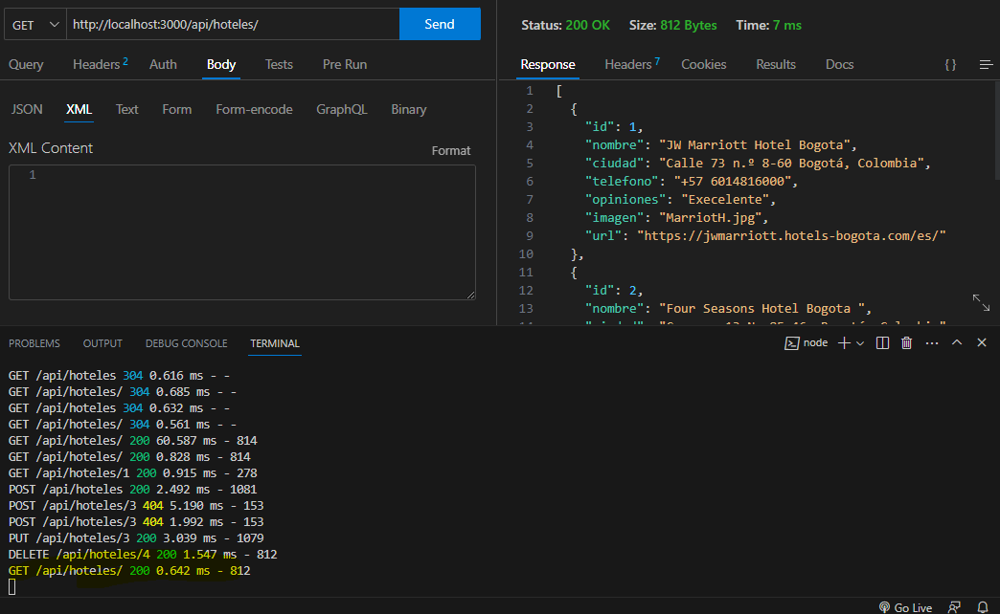 GET http://localhost:3000/api/hoteles/ Send
Query Headers 2 Auth Body Tests Pre Run
JSON XML Text Form Form-encode GraphQL Binary
XML Content Format
1
Status: 200 OK Size: 812 Bytes Time: 7 ms
Response Headers 7 Cookies Results Docs { }
1 [
2 {
3 "id": 1,
4 "nombre": "JW Marriott Hotel Bogota",
5 "ciudad": "Calle 73 n.º 8-60 Bogotá, Colombia",
6 "telefono": "+57 6014816000",
7 "opiniones": "Execelente",
8 "imagen": "MarriotH.jpg",
9 "url": "https://jwmarriott.hotels-bogota.com/es/"
10 },
11 {
12 "id": 2,
13 "nombre": "Four Seasons Hotel Bogota ",
PROBLEMS OUTPUT DEBUG CONSOLE TERMINAL node
GET /api/hoteles 304 0.616 ms - -
GET /api/hoteles/ 304 0.685 ms - -
GET /api/hoteles 304 0.632 ms - -
GET /api/hoteles/ 304 0.561 ms - -
GET /api/hoteles/ 200 60.587 ms - 814
GET /api/hoteles/ 200 0.828 ms - 814
GET /api/hoteles/1 200 0.915 ms - 278
POST /api/hoteles 200 2.492 ms - 1081
POST /api/hoteles/3 404 5.190 ms - 153
POST /api/hoteles/3 404 1.992 ms - 153
PUT /api/hoteles/3 200 3.039 ms - 1079
DELETE /api/hoteles/4 200 1.547 ms - 812
GET /api/hoteles/ 200 0.642 ms - 812
Go Live